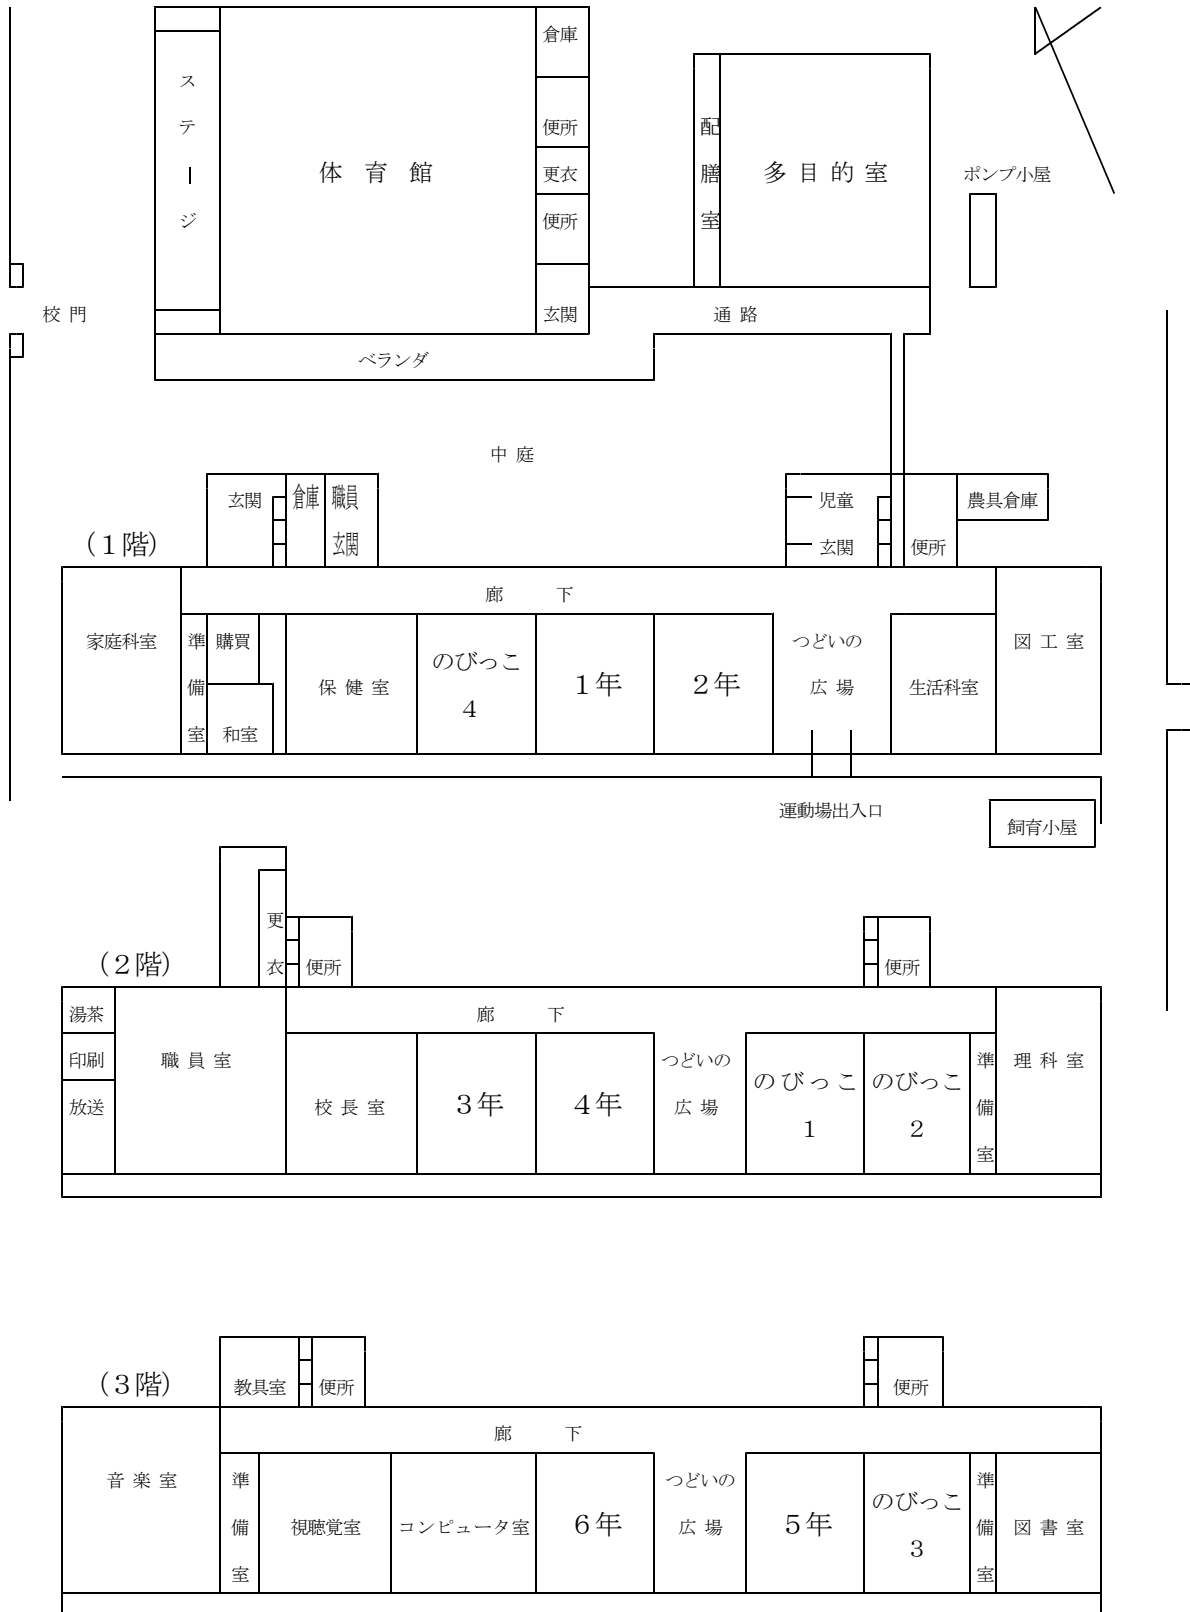 倉庫
ステージ
体育館
便所
更衣
便所
玄関
配膳室
多目的室
ポンプ小屋
校門
通路
ベランダ
中庭
玄関
倉庫
職員
玄関
児童
玄関
便所
農具倉庫
(1階)
廊下
家庭科室
準備室
購買
和室
保健室
のびっこ
4
1年
2年
つどいの
広場
生活科室
図工室
運動場出入口
飼育小屋
更衣
便所
便所
(2階)
湯茶
印刷
放送
職員室
廊下
校長室
3年
4年
つどいの
広場
のびっこ
1
のびっこ
2
準備室
理科室
(3階)
教具室
便所
便所
廊下
音楽室
準備室
視聴覚室
コンピュータ室
6年
つどいの
広場
5年
のびっこ
3
準備室
図書室